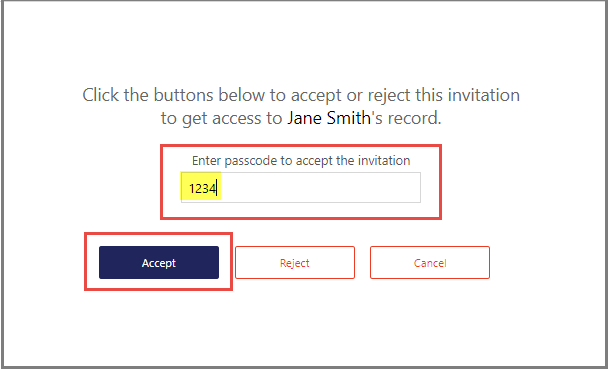 Click the buttons below to accept or reject this invitation
to get access to Jane Smith's record.
Enter passcode to accept the invitation
1234
Accept Reject Cancel